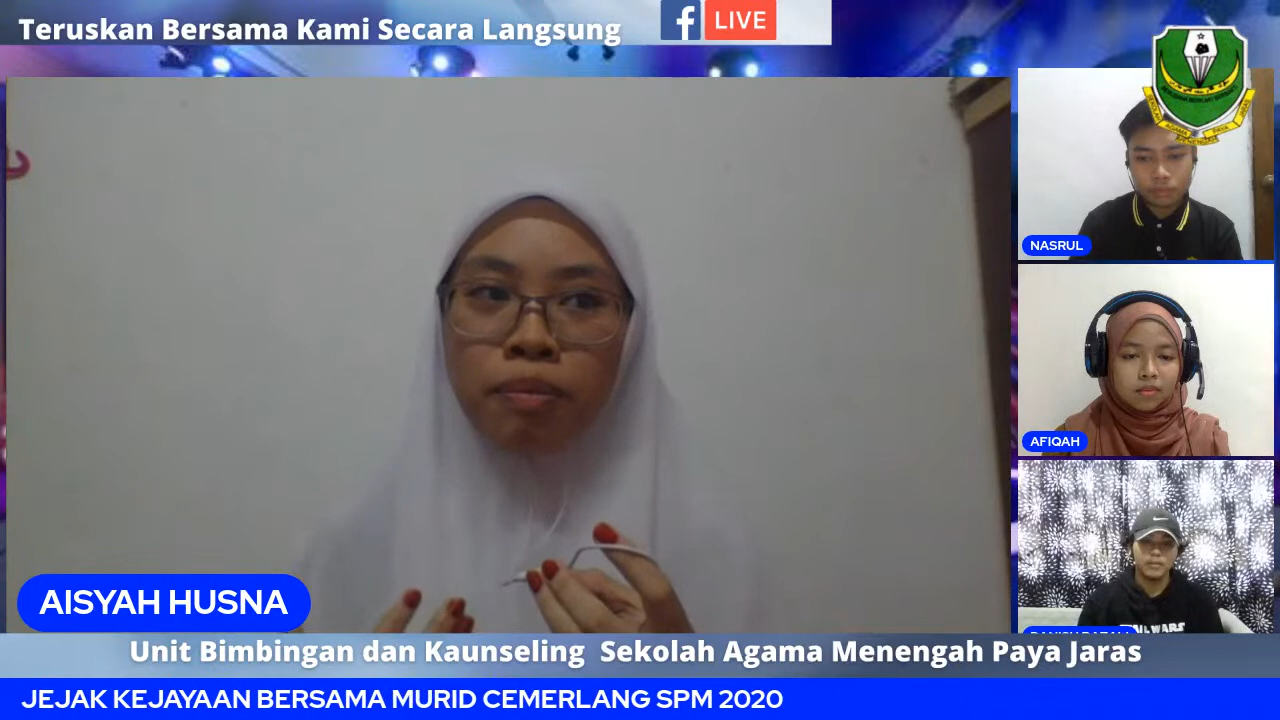 Teruskan Bersama Kami Secara Langsung
f LIVE
NASRUL
AFIQAH
AISYAH HUSNA
Unit Bimbingan dan Kaunseling Sekolah Agama Menengah Paya Jaras
JEJAK KEJAYAAN BERSAMA MURID CEMERLANG SPM 2020